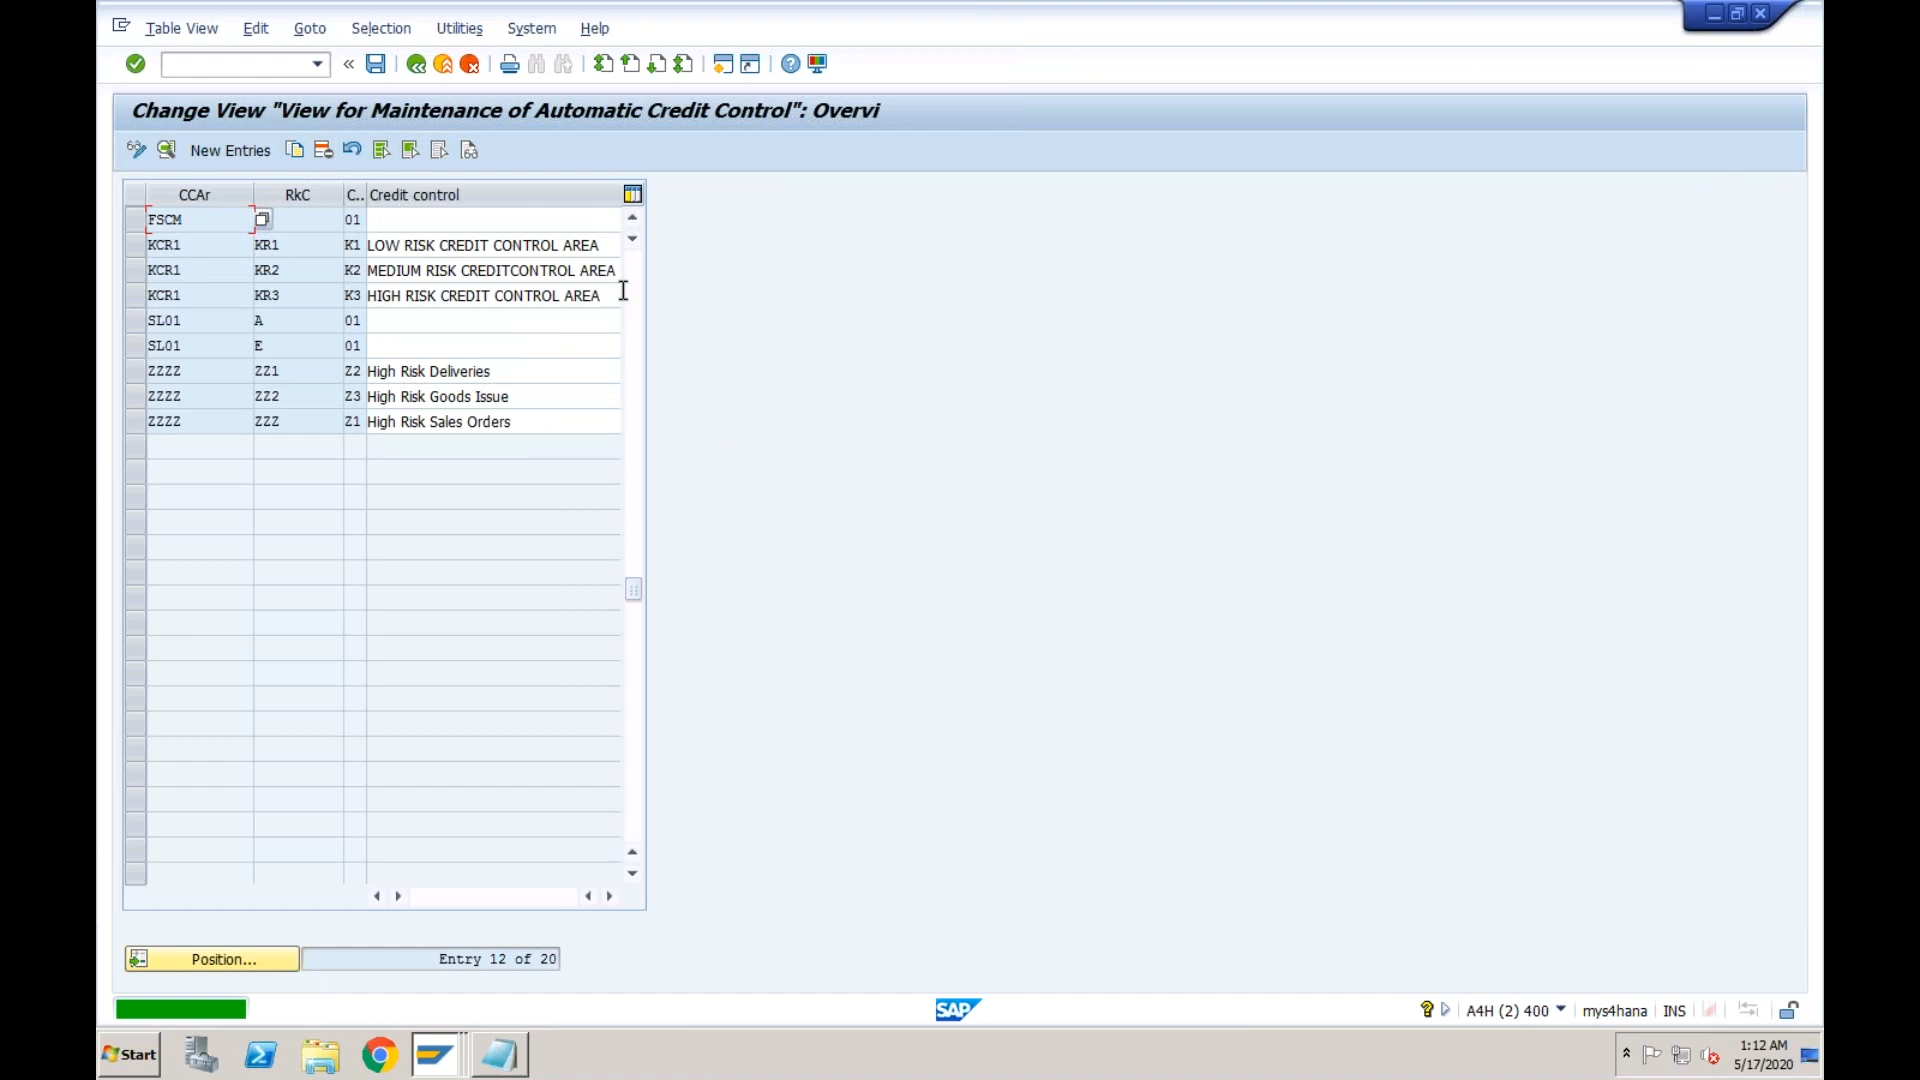 Table View Edit Goto Selection Utilities System Help
Change View "View for Maintenance of Automatic Credit Control": Overvi
New Entries
CCAr RkC C.. Credit control
FSCM 01
KCR1 KR1 K1 LOW RISK CREDIT CONTROL AREA
KCR1 KR2 K2 MEDIUM RISK CREDITCONTROL AREA
KCR1 KR3 K3 HIGH RISK CREDIT CONTROL AREA
SL01 A 01
SL01 E 01
ZZZZ ZZ1 Z2 High Risk Deliveries
ZZZZ ZZ2 Z3 High Risk Goods Issue
ZZZZ ZZZ Z1 High Risk Sales Orders
Position... Entry 12 of 20
SAP A4H (2) 400 mys4hana INS
Start 1:12 AM
5/17/2020